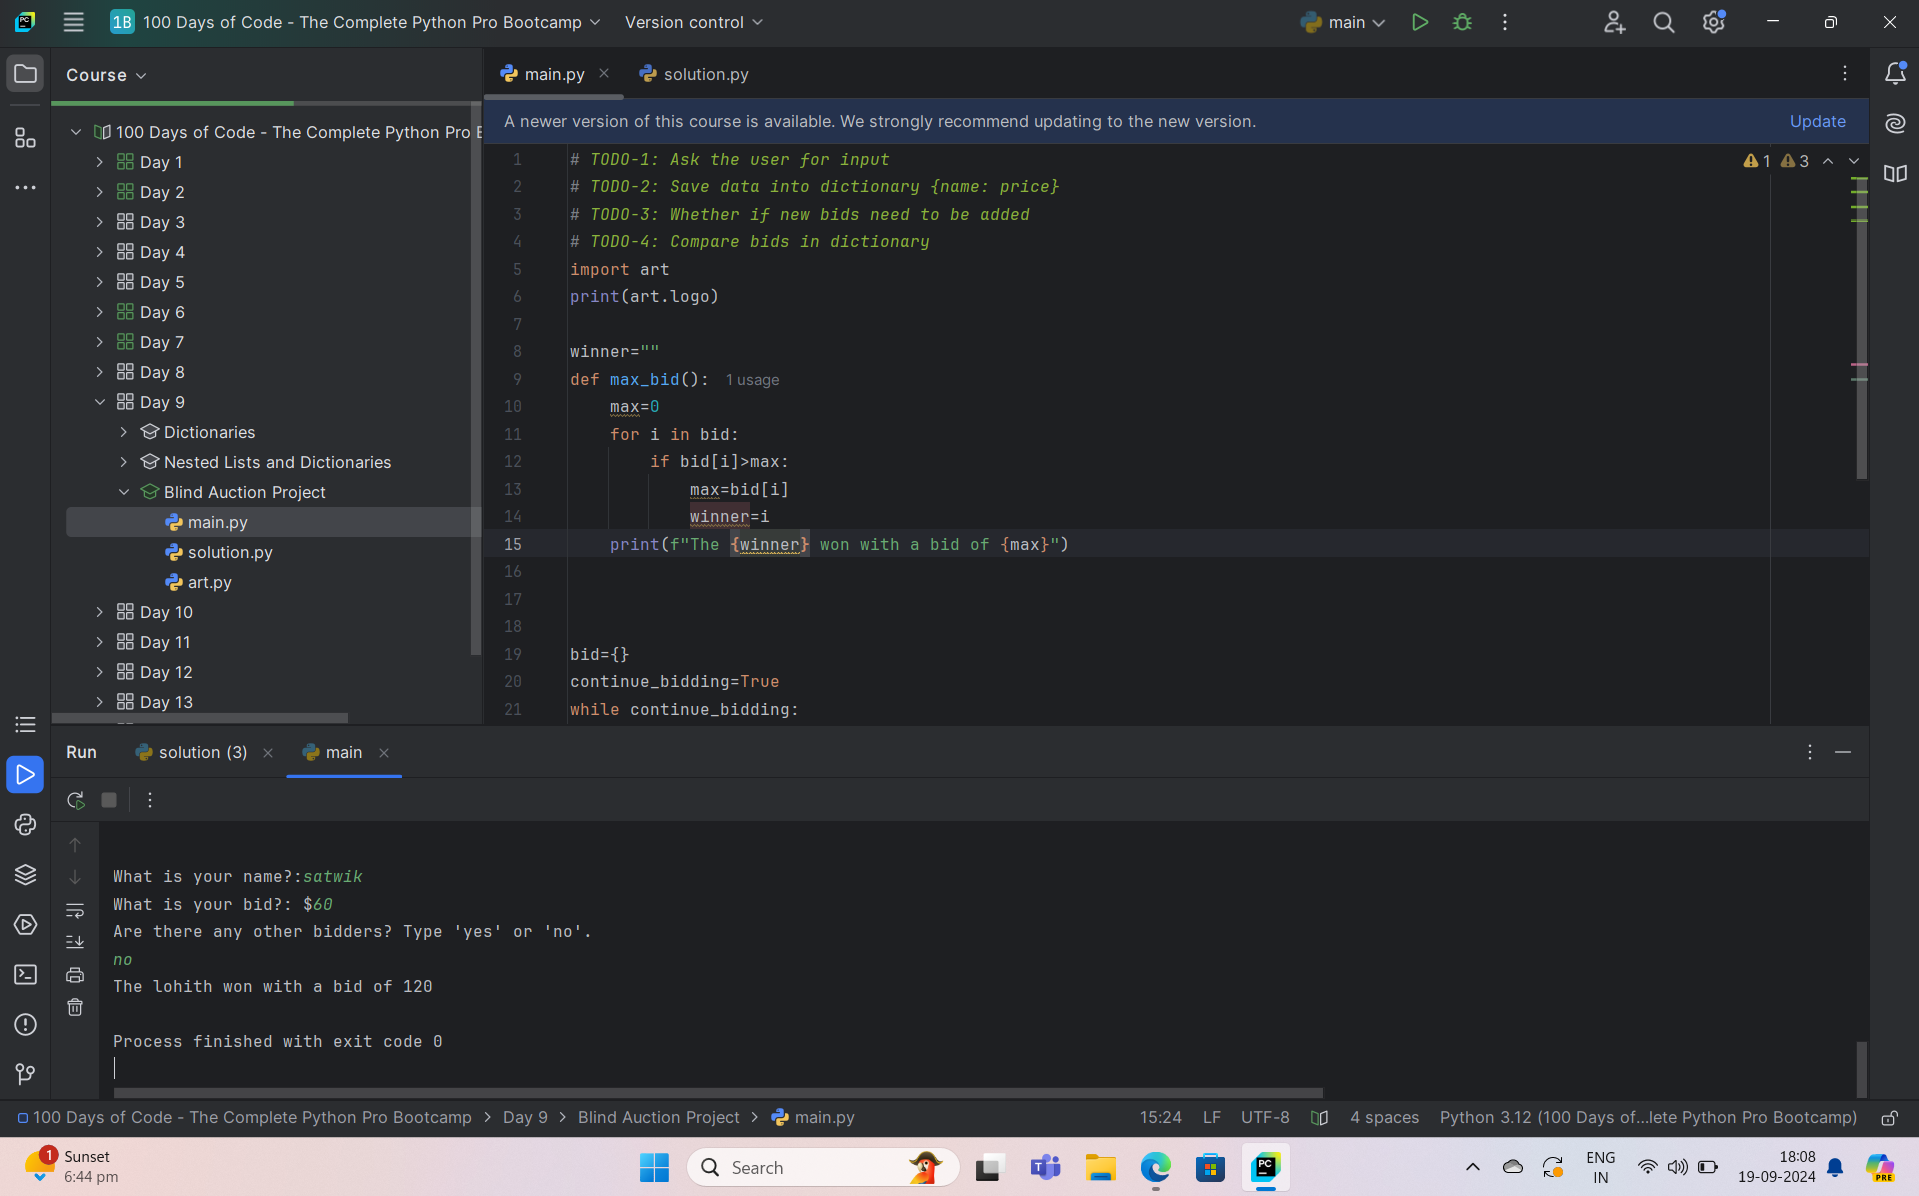 1B 100 Days of Code - The Complete Python Pro Bootcamp Version control main
Course
main.py solution.py
A newer version of this course is available. We strongly recommend updating to the new version. Update
100 Days of Code - The Complete Python Pro
Day 1
Day 2
Day 3
Day 4
Day 5
Day 6
Day 7
Day 8
Day 9
Dictionaries
Nested Lists and Dictionaries
Blind Auction Project
main.py
solution.py
art.py
Day 10
Day 11
Day 12
Day 13
1 # TODO-1: Ask the user for input
2 # TODO-2: Save data into dictionary {name: price}
3 # TODO-3: Whether if new bids need to be added
4 # TODO-4: Compare bids in dictionary
5 import art
6 print(art.logo)
7
8 winner=""
9 def max_bid(): 1 usage
10 max=0
11 for i in bid:
12 if bid[i]>max:
13 max=bid[i]
14 winner=i
15 print(f"The {winner} won with a bid of {max}")
16
17
18
19 bid={}
20 continue_bidding=True
21 while continue_bidding:
1 3
Run solution (3) main
What is your name?:satwik
What is your bid?: $60
Are there any other bidders? Type 'yes' or 'no'.
no
The lohith won with a bid of 120
Process finished with exit code 0
100 Days of Code - The Complete Python Pro Bootcamp > Day 9 > Blind Auction Project > main.py 15:24 LF UTF-8 4 spaces Python 3.12 (100 Days of...lete Python Pro Bootcamp)
1 Sunset
6:44 pm
Search
PC
ENG
IN
18:08
19-09-2024
PRE